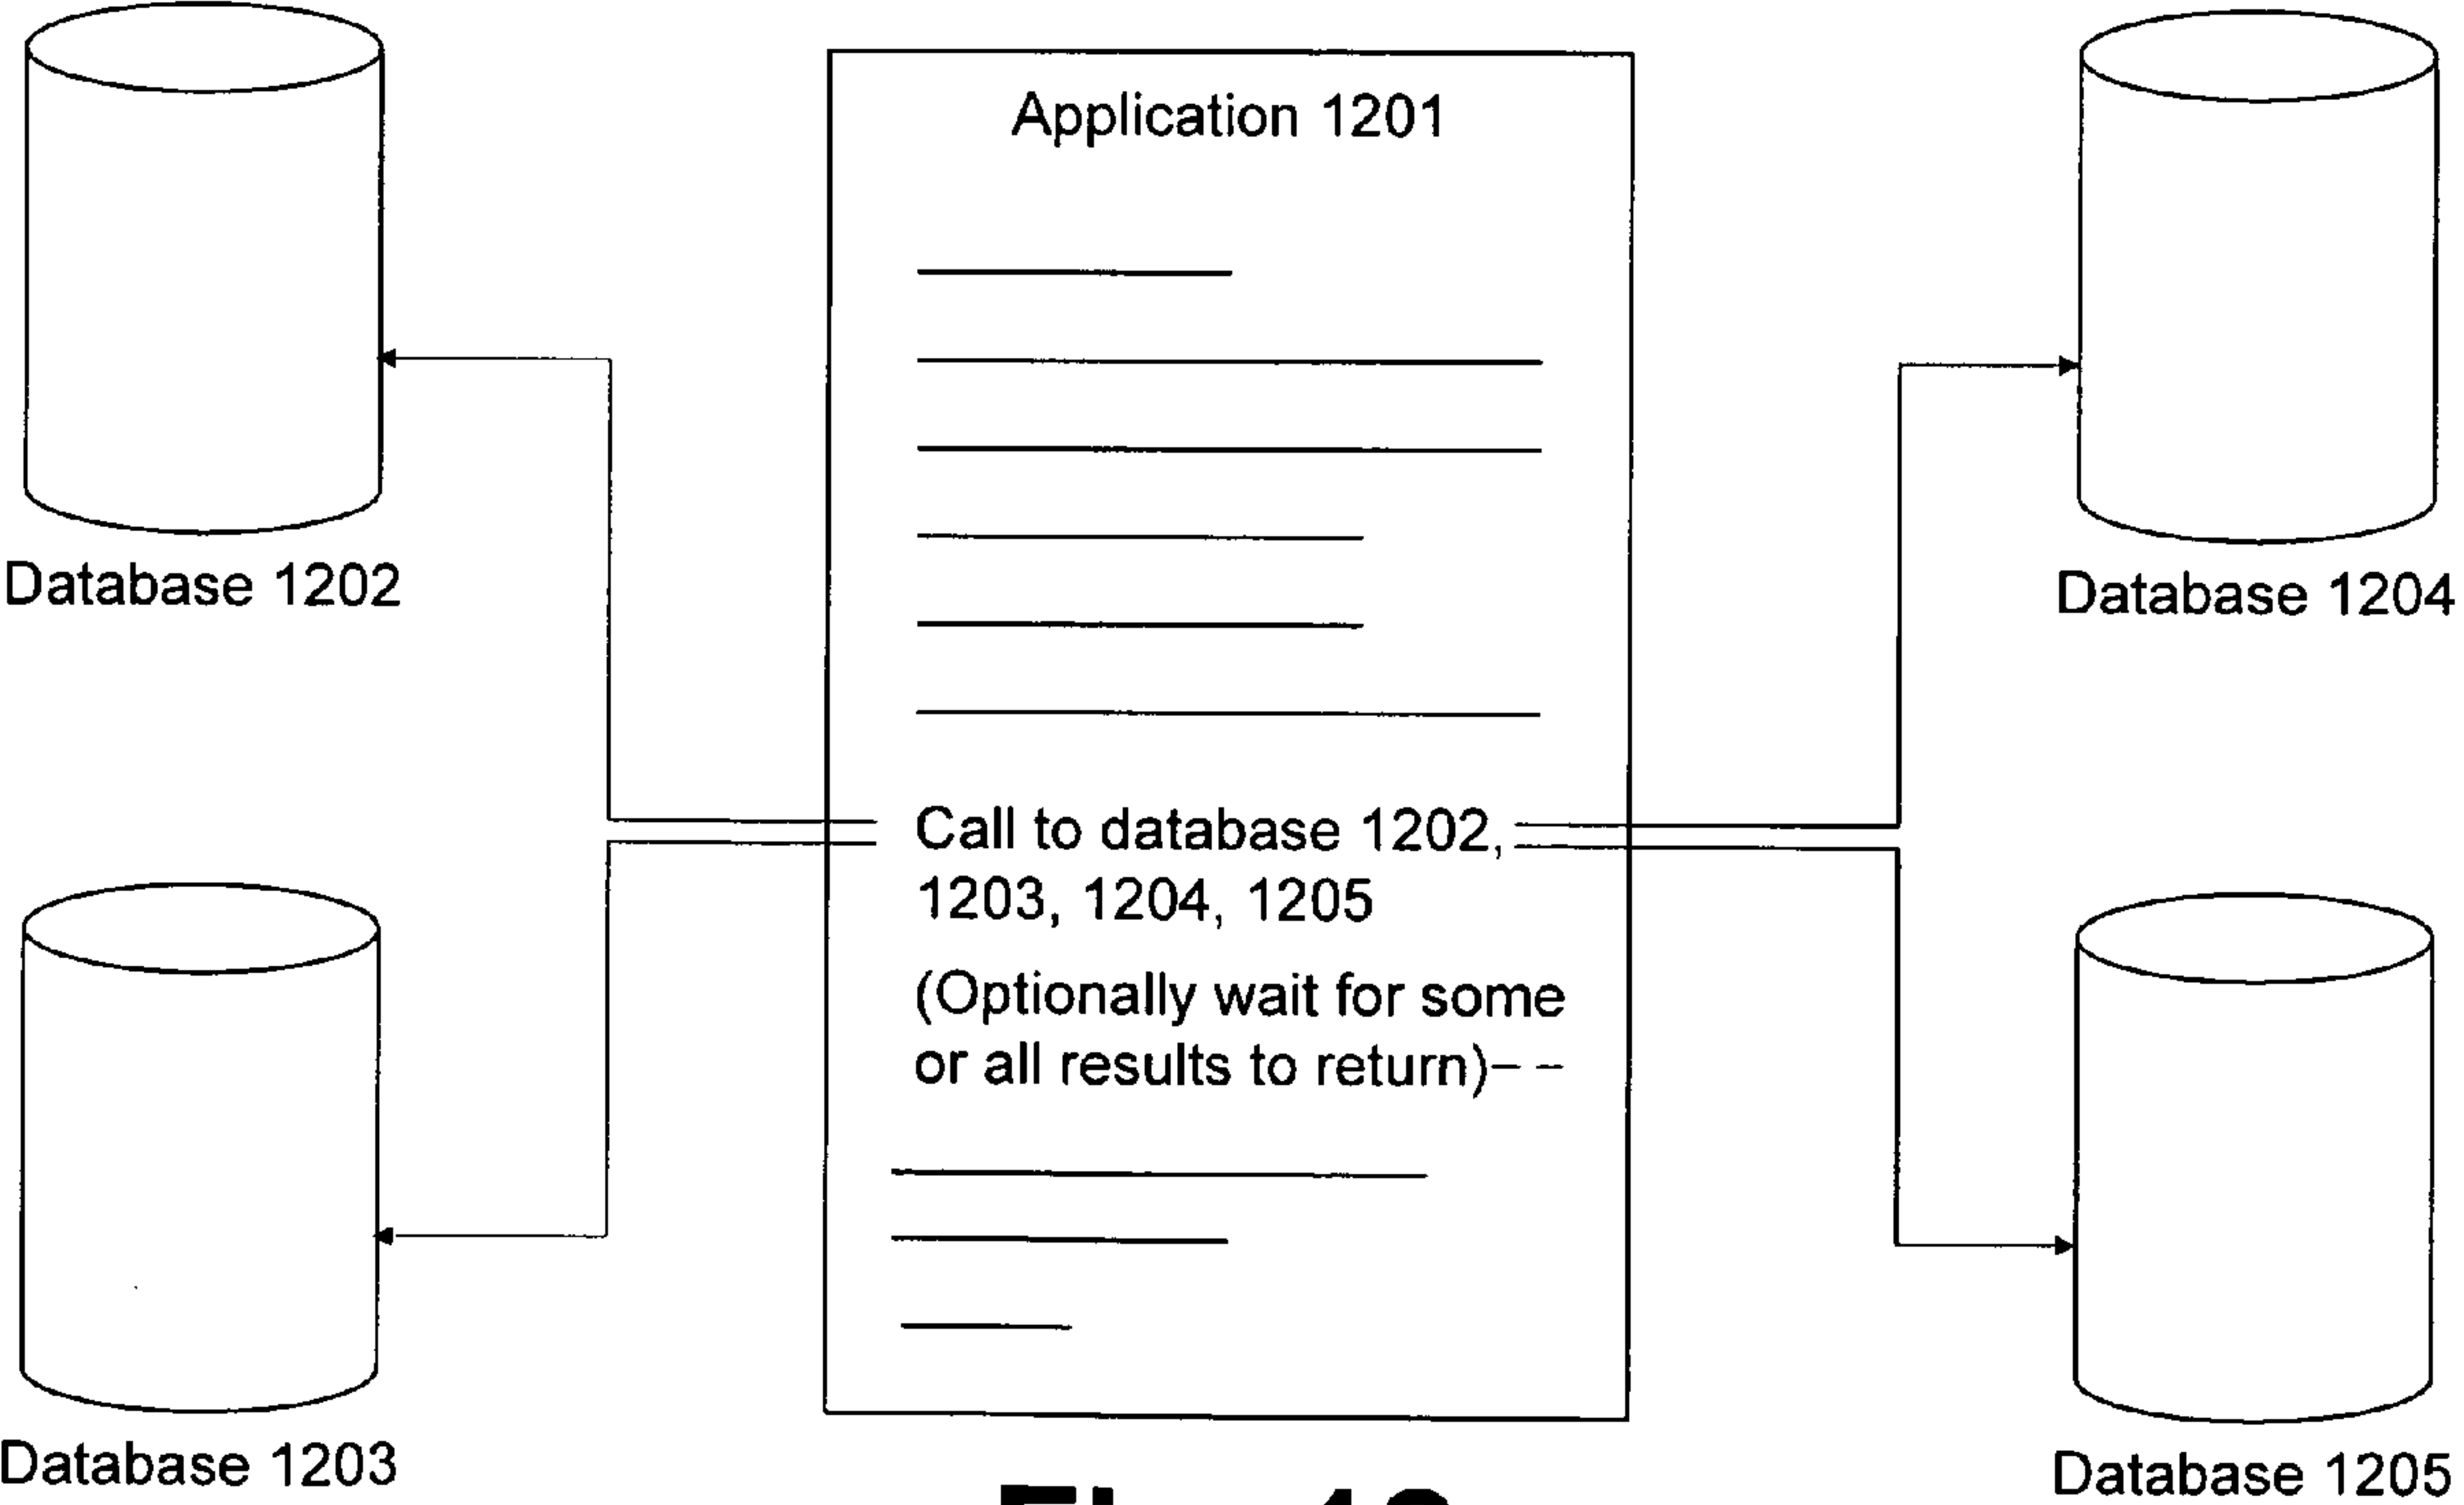 Application 1201
Database 1202
Database 1204
Call to database 1202,
1203, 1204, 1205
(Optionally wait for some
or all results to return)
Database 1203
Database 1205